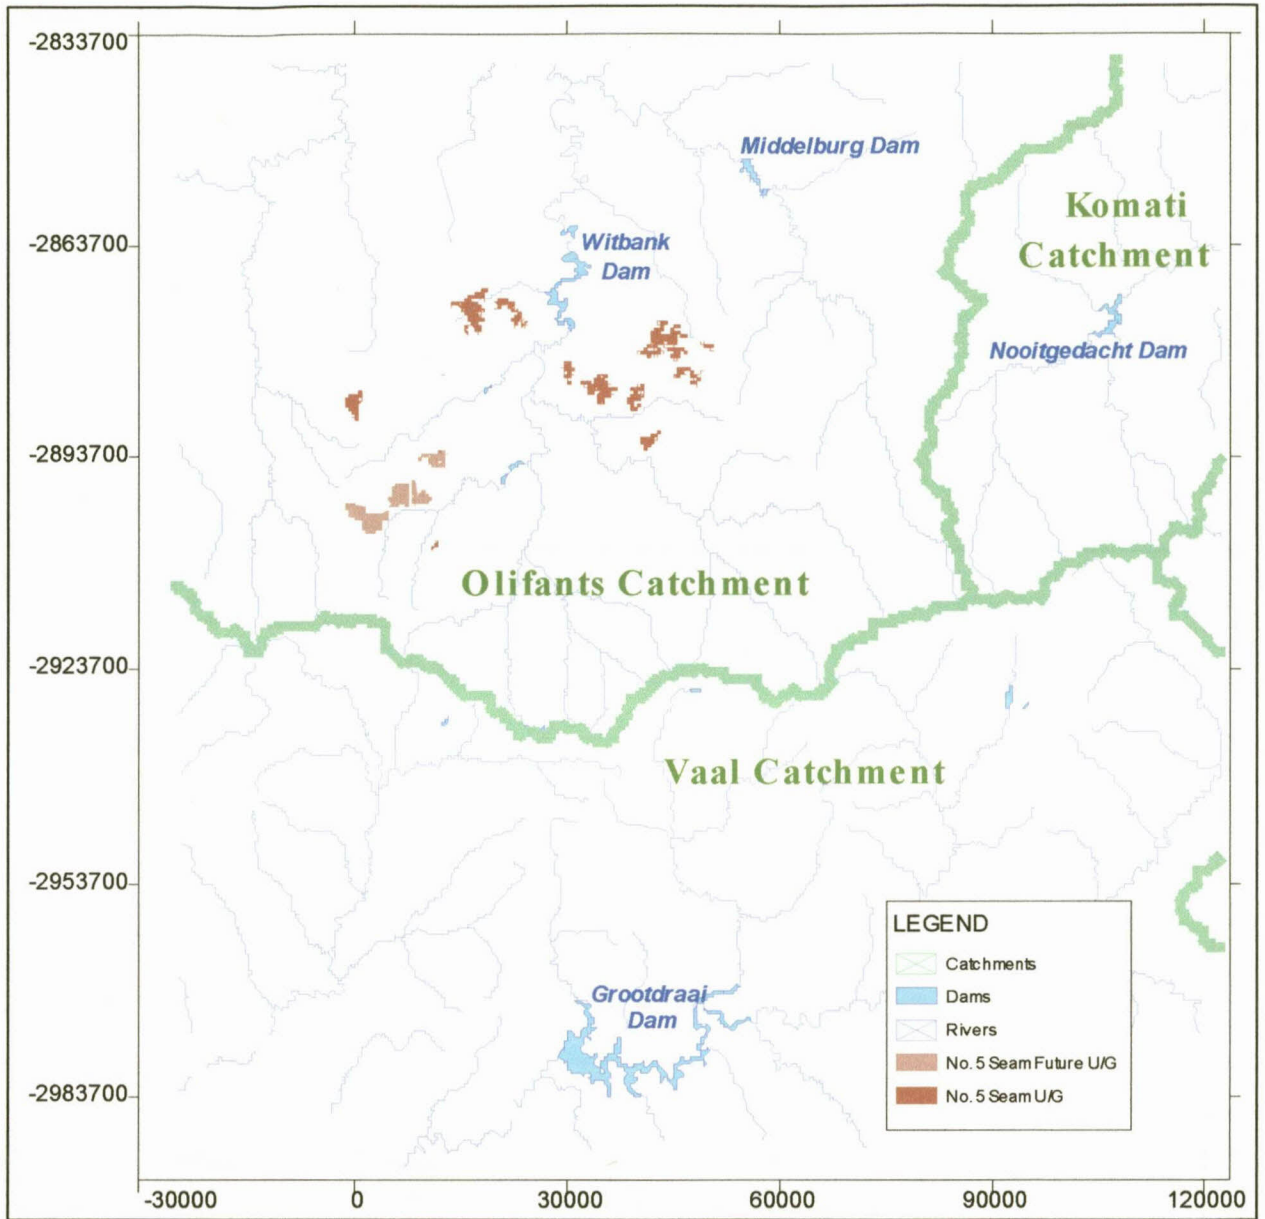 -2833700
Middelburg Dam
Komati
Catchment
-2863700
Witbank
Dam
Nooitgedacht Dam
-2893700
Olifants Catchment
-2923700
Vaal Catchment
-2953700
LEGEND
Catchments
Dams
Rivers
No. 5 Seam Future U/G
No. 5 Seam U/G
Grootdraai
Dam
-2983700
-30000 0 30000 60000 90000 120000